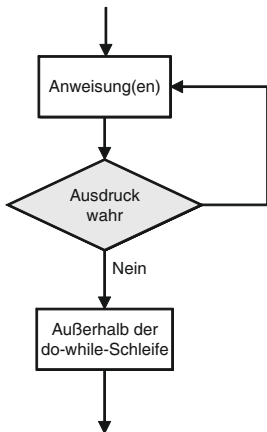 Anweisung(en)
Ausdruck
wahr
Nein
Außerhalb der
do-while-Schleife